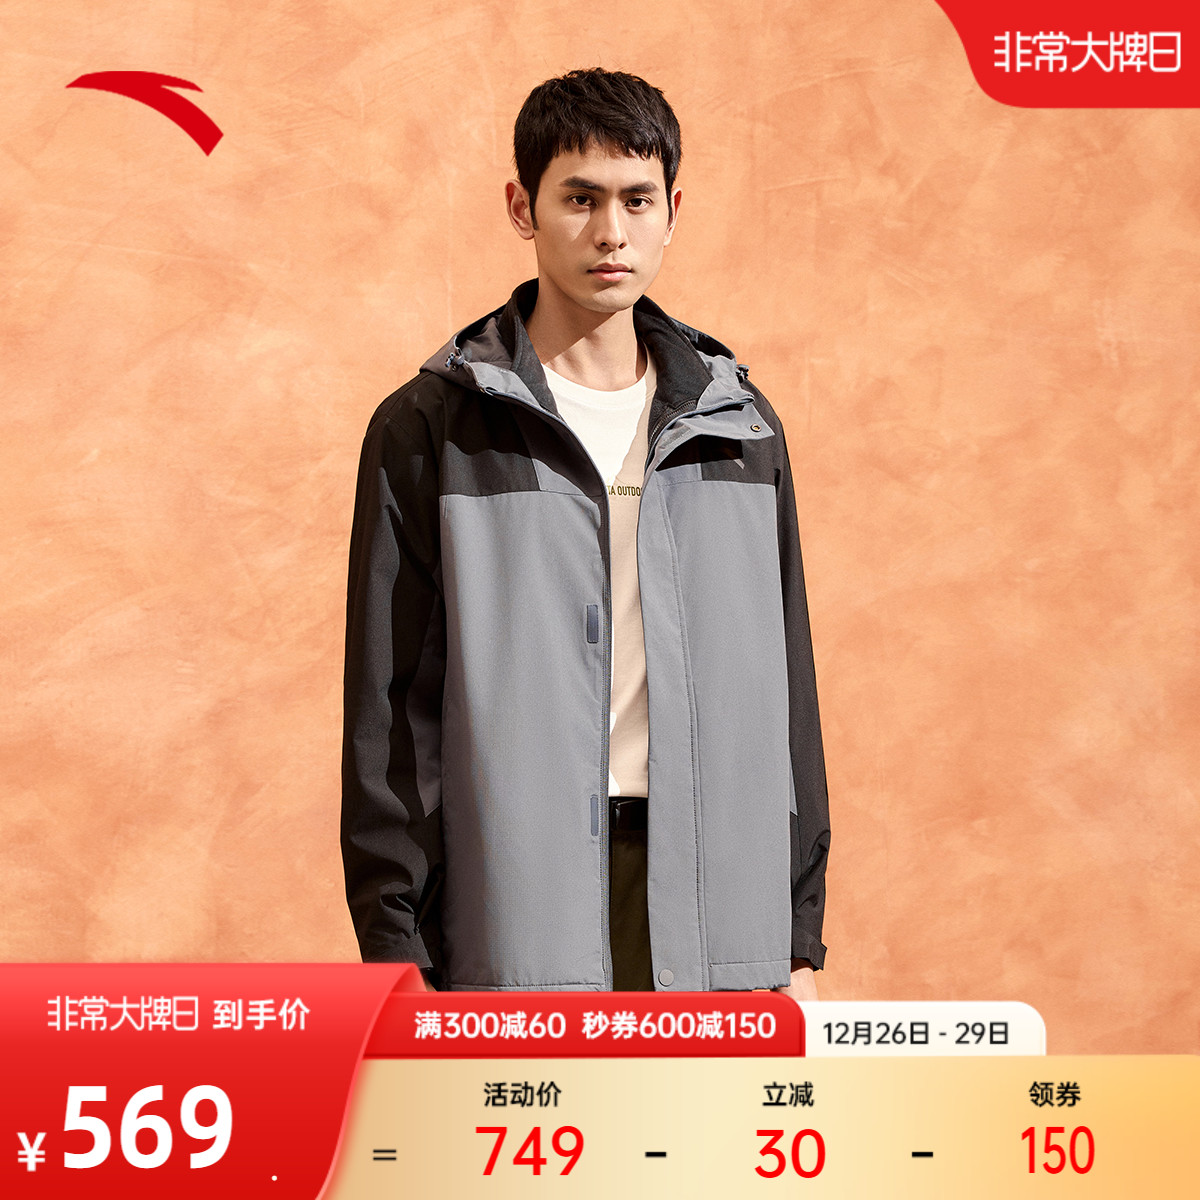 非常大牌日
TA OUTDO
非常大牌日 到手价
满300减60 秒券600减150
12月26日 - 29日
¥569.
= 活动价 749 - 立减 30 - 领券 150